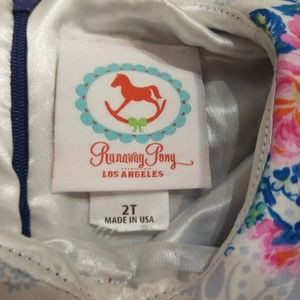 Runaway Pony
LOS ANGELES
2T
MADE IN USA